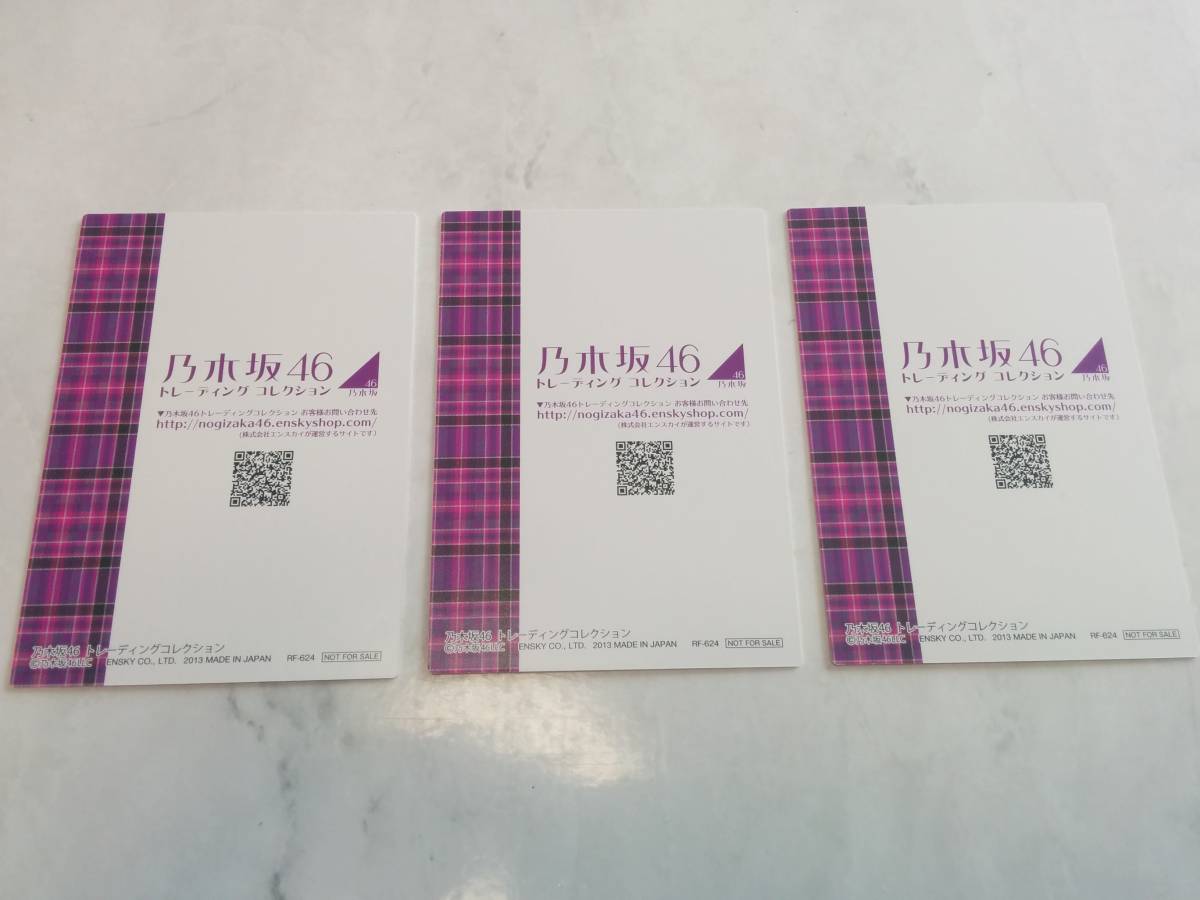 乃木坂46
トレーディング コレクション
46
乃木坂
▼乃木坂46トレーディングコレクション お客様お問い合わせ先
http://nogizaka46.enskyshop.com/
(株式会社エンスカイが運営するサイトです)
乃木坂46 トレーディングコレクション
©乃木坂46LLC ENSKY CO., LTD. 2013 MADE IN JAPAN RF-624 NOT FOR SALE
乃木坂46
トレーディング コレクション
46
乃木坂
▼乃木坂46トレーディングコレクション お客様お問い合わせ先
http://nogizaka46.enskyshop.com/
(株式会社エンスカイが運営するサイトです)
乃木坂46 トレーディングコレクション
©乃木坂46LLC ENSKY CO., LTD. 2013 MADE IN JAPAN RF-624 NOT FOR SALE
乃木坂46
トレーディング コレクション
46
乃木坂
▼乃木坂46トレーディングコレクション お客様お問い合わせ先
http://nogizaka46.enskyshop.com/
(株式会社エンスカイが運営するサイトです)
乃木坂46 トレーディングコレクション
©乃木坂46LLC ENSKY CO., LTD. 2013 MADE IN JAPAN RF-624 NOT FOR SALE